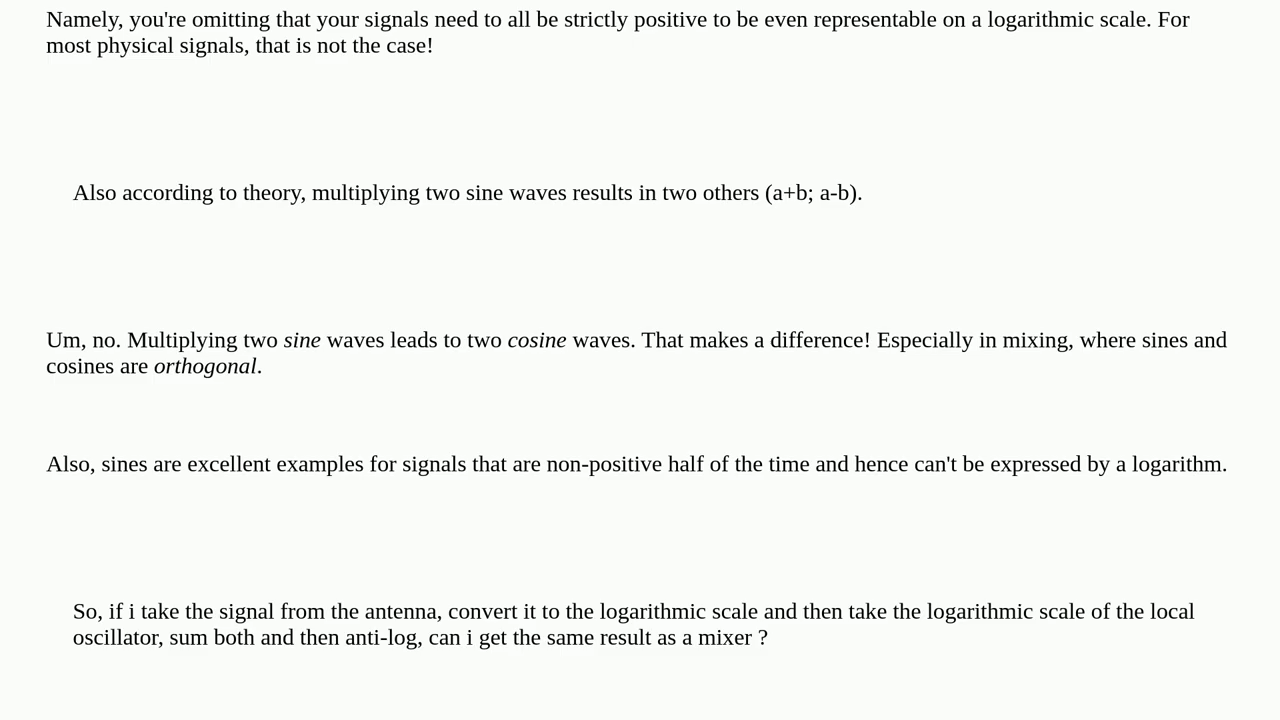 Namely, you're omitting that your signals need to all be strictly positive to be even representable on a logarithmic scale. For
most physical signals, that is not the case!
Also according to theory, multiplying two sine waves results in two others (a+b; a-b).
Um, no. Multiplying two sine waves leads to two cosine waves. That makes a difference! Especially in mixing, where sines and
cosines are orthogonal.
Also, sines are excellent examples for signals that are non-positive half of the time and hence can't be expressed by a logarithm.
So, if i take the signal from the antenna, convert it to the logarithmic scale and then take the logarithmic scale of the local
oscillator, sum both and then anti-log, can i get the same result as a mixer ?